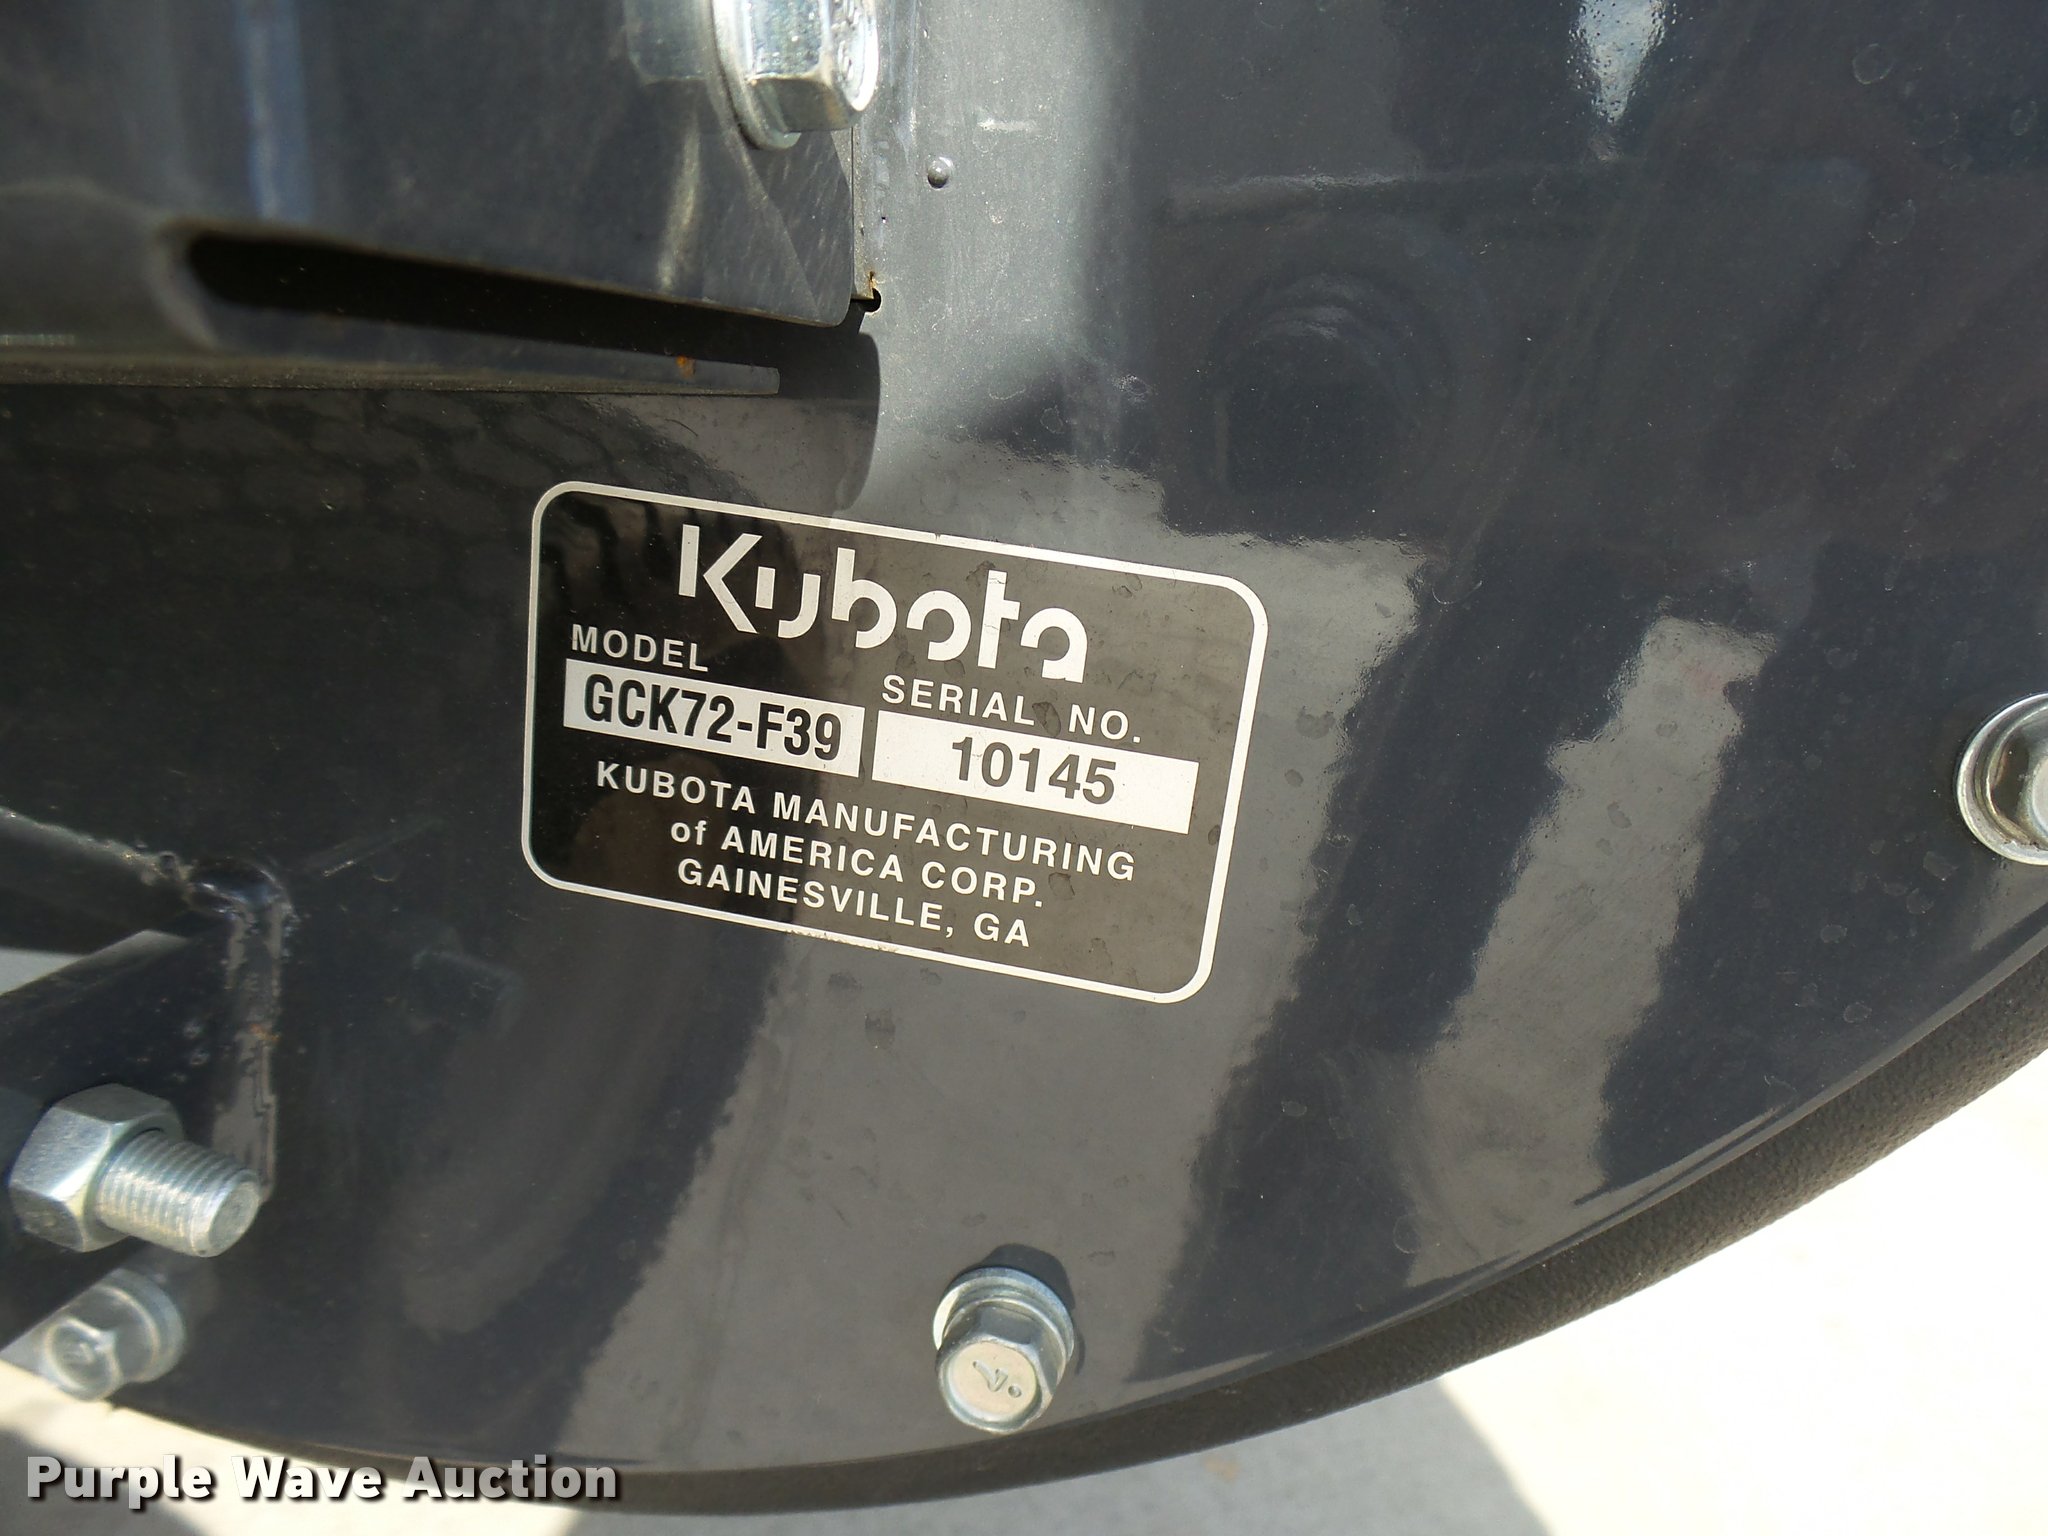 Kubota
MODEL
SERIAL NO.
GCK72-F39
10145
KUBOTA MANUFACTURING
of AMERICA CORP.
GAINESVILLE, GA
Purple Wave Auction